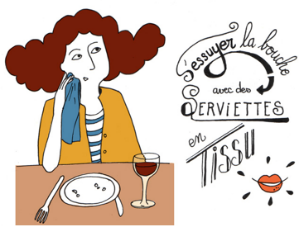 S'essuyer la bouche
avec des
SERVIETTES
en
TISSU